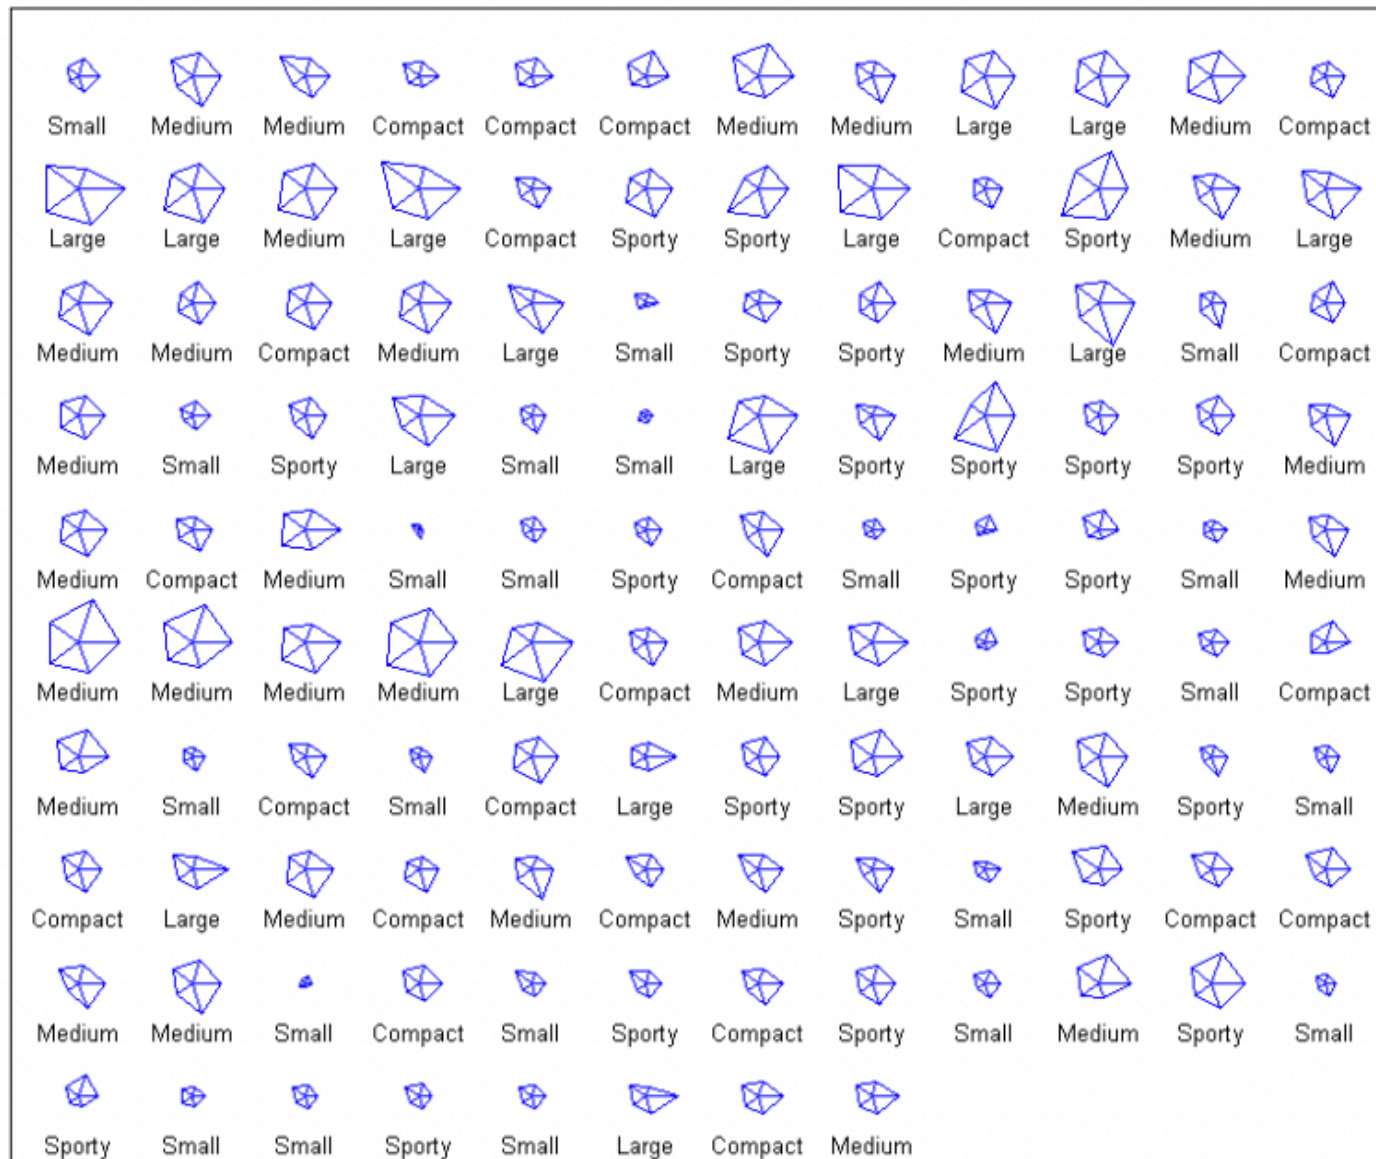 Small Medium Medium Compact Compact Compact Medium Medium Large Large Medium Compact
Large Large Medium Large Compact Sporty Sporty Large Compact Sporty Medium Large
Medium Medium Compact Medium Large Small Sporty Sporty Medium Large Small Compact
Medium Small Sporty Large Small Small Large Sporty Sporty Sporty Sporty Medium
Medium Compact Medium Small Small Sporty Compact Small Sporty Sporty Small Medium
Medium Medium Medium Medium Large Compact Medium Large Sporty Sporty Small Compact
Medium Small Compact Small Compact Large Sporty Sporty Large Medium Sporty Small
Compact Large Medium Compact Medium Compact Medium Sporty Small Sporty Compact Compact
Medium Medium Small Compact Small Sporty Compact Sporty Small Medium Sporty Small
Sporty Small Small Sporty Small Large Compact Medium